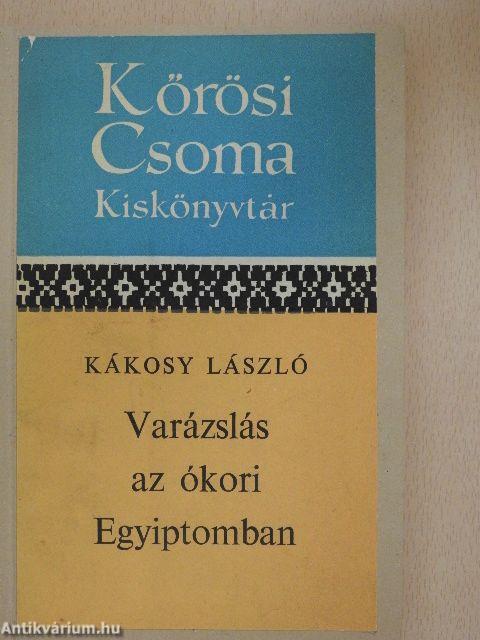 Kőrösi
Csoma
Kiskönyvtár
KÁKOSY LÁSZLÓ
Varázslás
az ókori
Egyiptomban
Antikvárium.hu